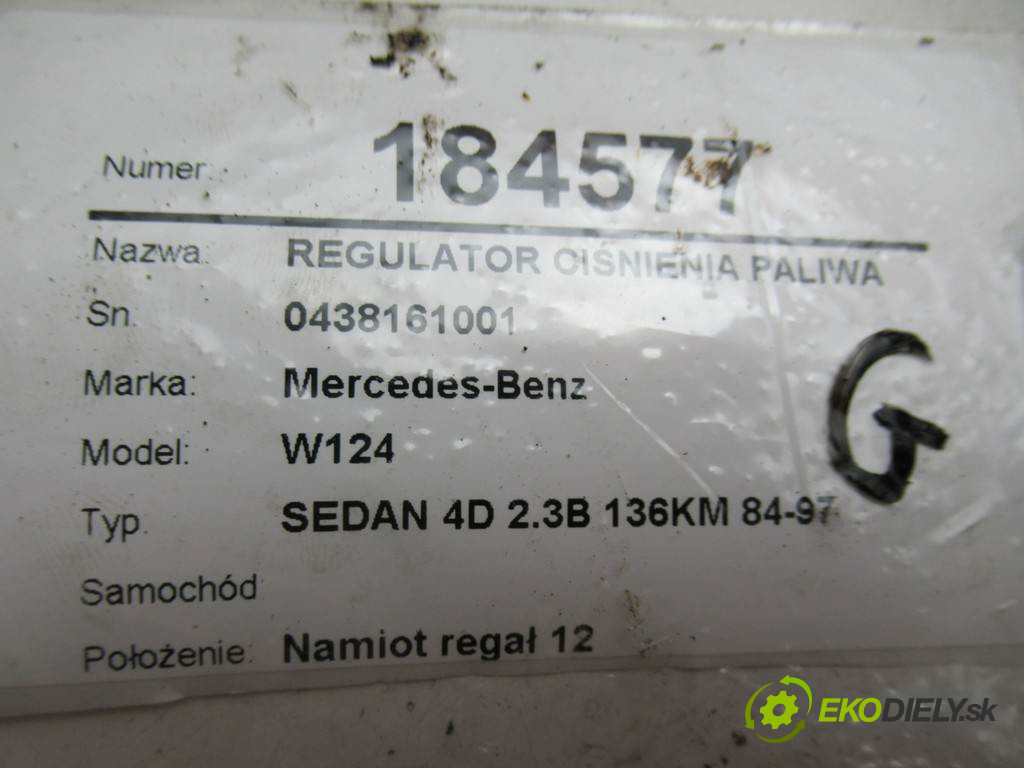 Numer: 184577
Nazwa: REGULATOR CIŚNIENIA PALIWA
Sn. 0438161001
Marka: Mercedes-Benz
Model: W124
Typ. SEDAN 4D 2.3B 136KM 84-97
G
Samochód
Położenie: Namiot regał 12
EKODIELY.sk